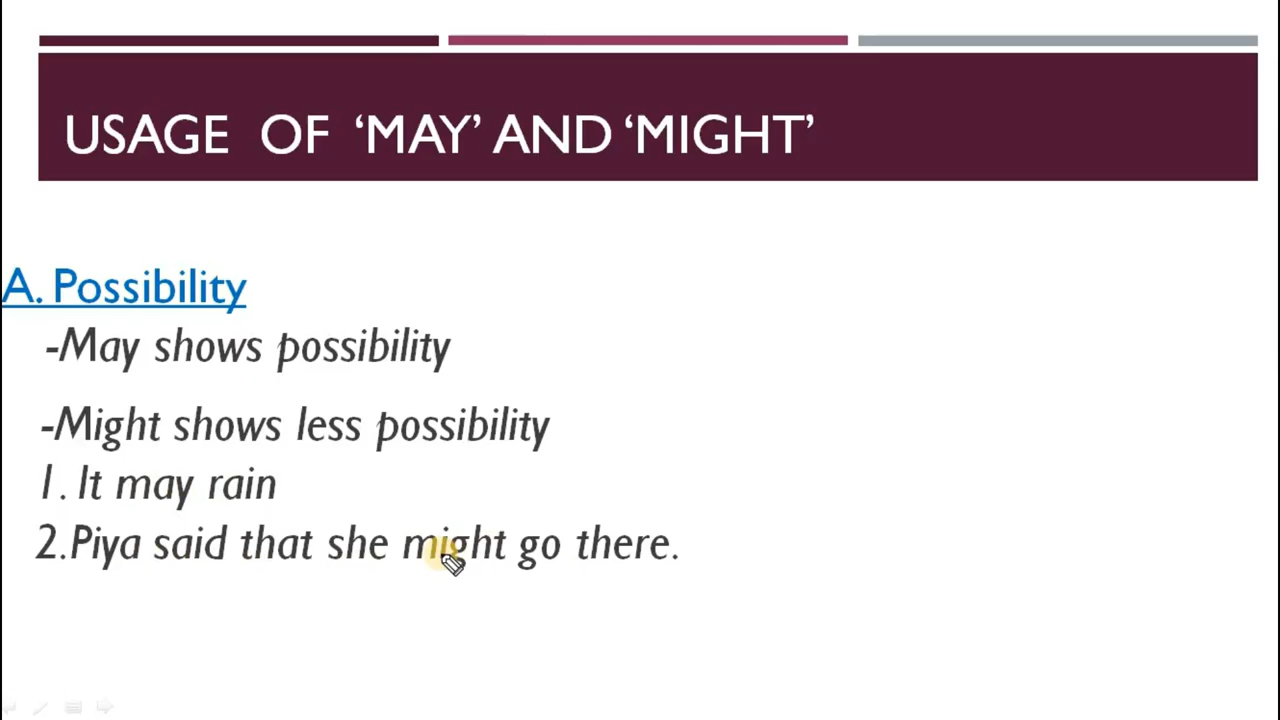 USAGE OF ‘MAY’ AND ‘MIGHT’
A. Possibility
-May shows possibility
-Might shows less possibility
1. It may rain
2.Piya said that she might go there.